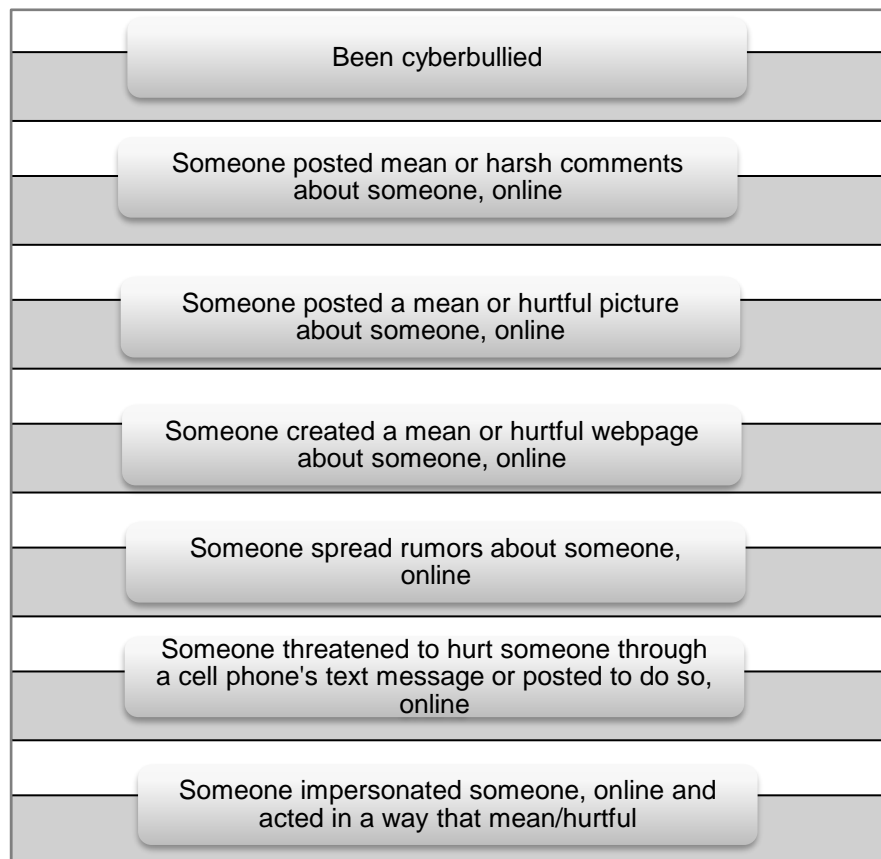 Been cyberbullied
Someone posted mean or harsh comments
about someone, online
Someone posted a mean or hurtful picture
about someone, online
Someone created a mean or hurtful webpage
about someone, online
Someone spread rumors about someone,
online
Someone threatened to hurt someone through
a cell phone's text message or posted to do so,
online
Someone impersonated someone, online and
acted in a way that mean/hurtful